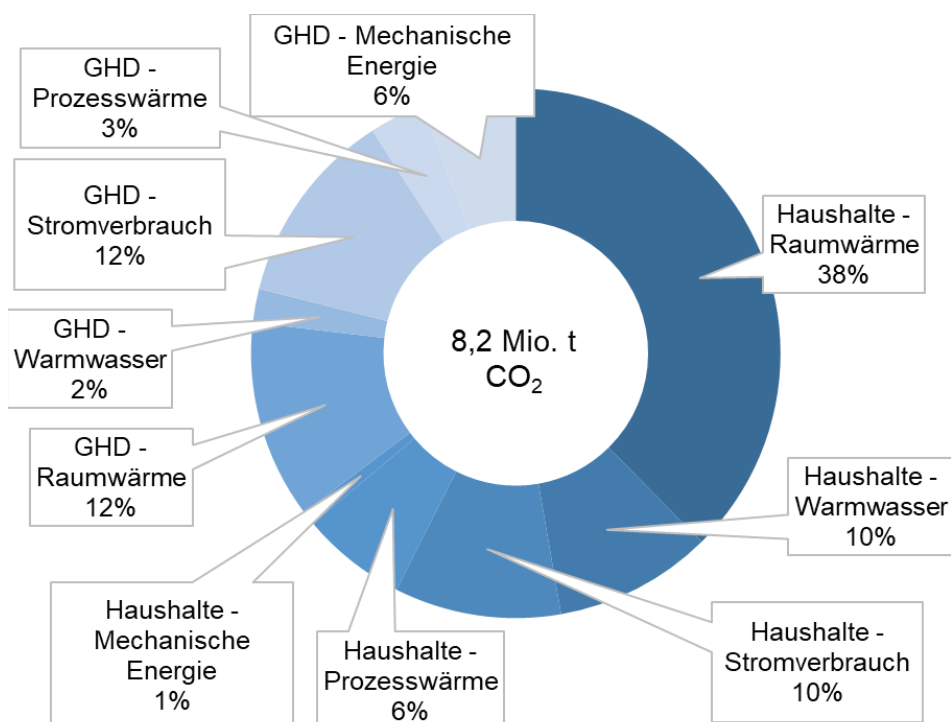 GHD - Mechanische
Energie
6%
GHD -
Prozesswärme
3%
GHD -
Stromverbrauch
12%
GHD -
Warmwasser
2%
GHD -
Raumwärme
12%
Haushalte -
Mechanische
Energie
1%
Haushalte -
Prozesswärme
6%
Haushalte -
Stromverbrauch
10%
Haushalte -
Warmwasser
10%
Haushalte -
Raumwärme
38%
8,2 Mio. t
CO₂